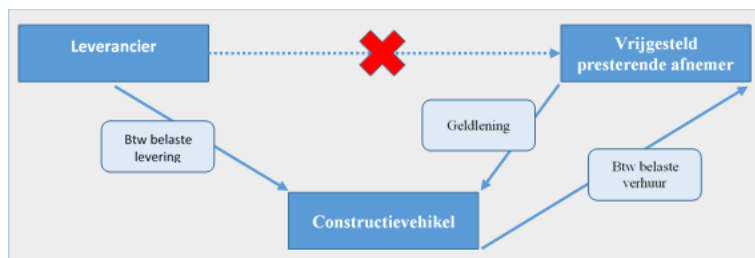 Leverancier
Vrijgesteld
presterende afnemer
Geldlening
Btw belaste
levering
Btw belaste
verhuur
Constructievehikel